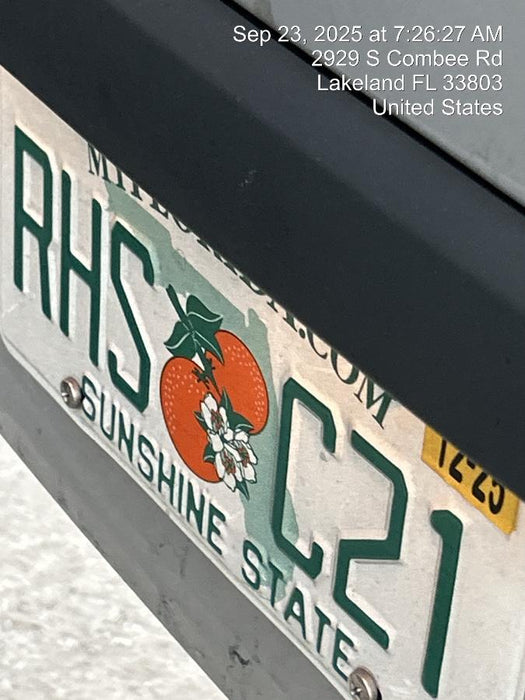 Sep 23, 2025 at 7:26:27 AM
2929 S Combee Rd
Lakeland FL 33803
United States
RHS C21
12-25
SUNSHINE STATE